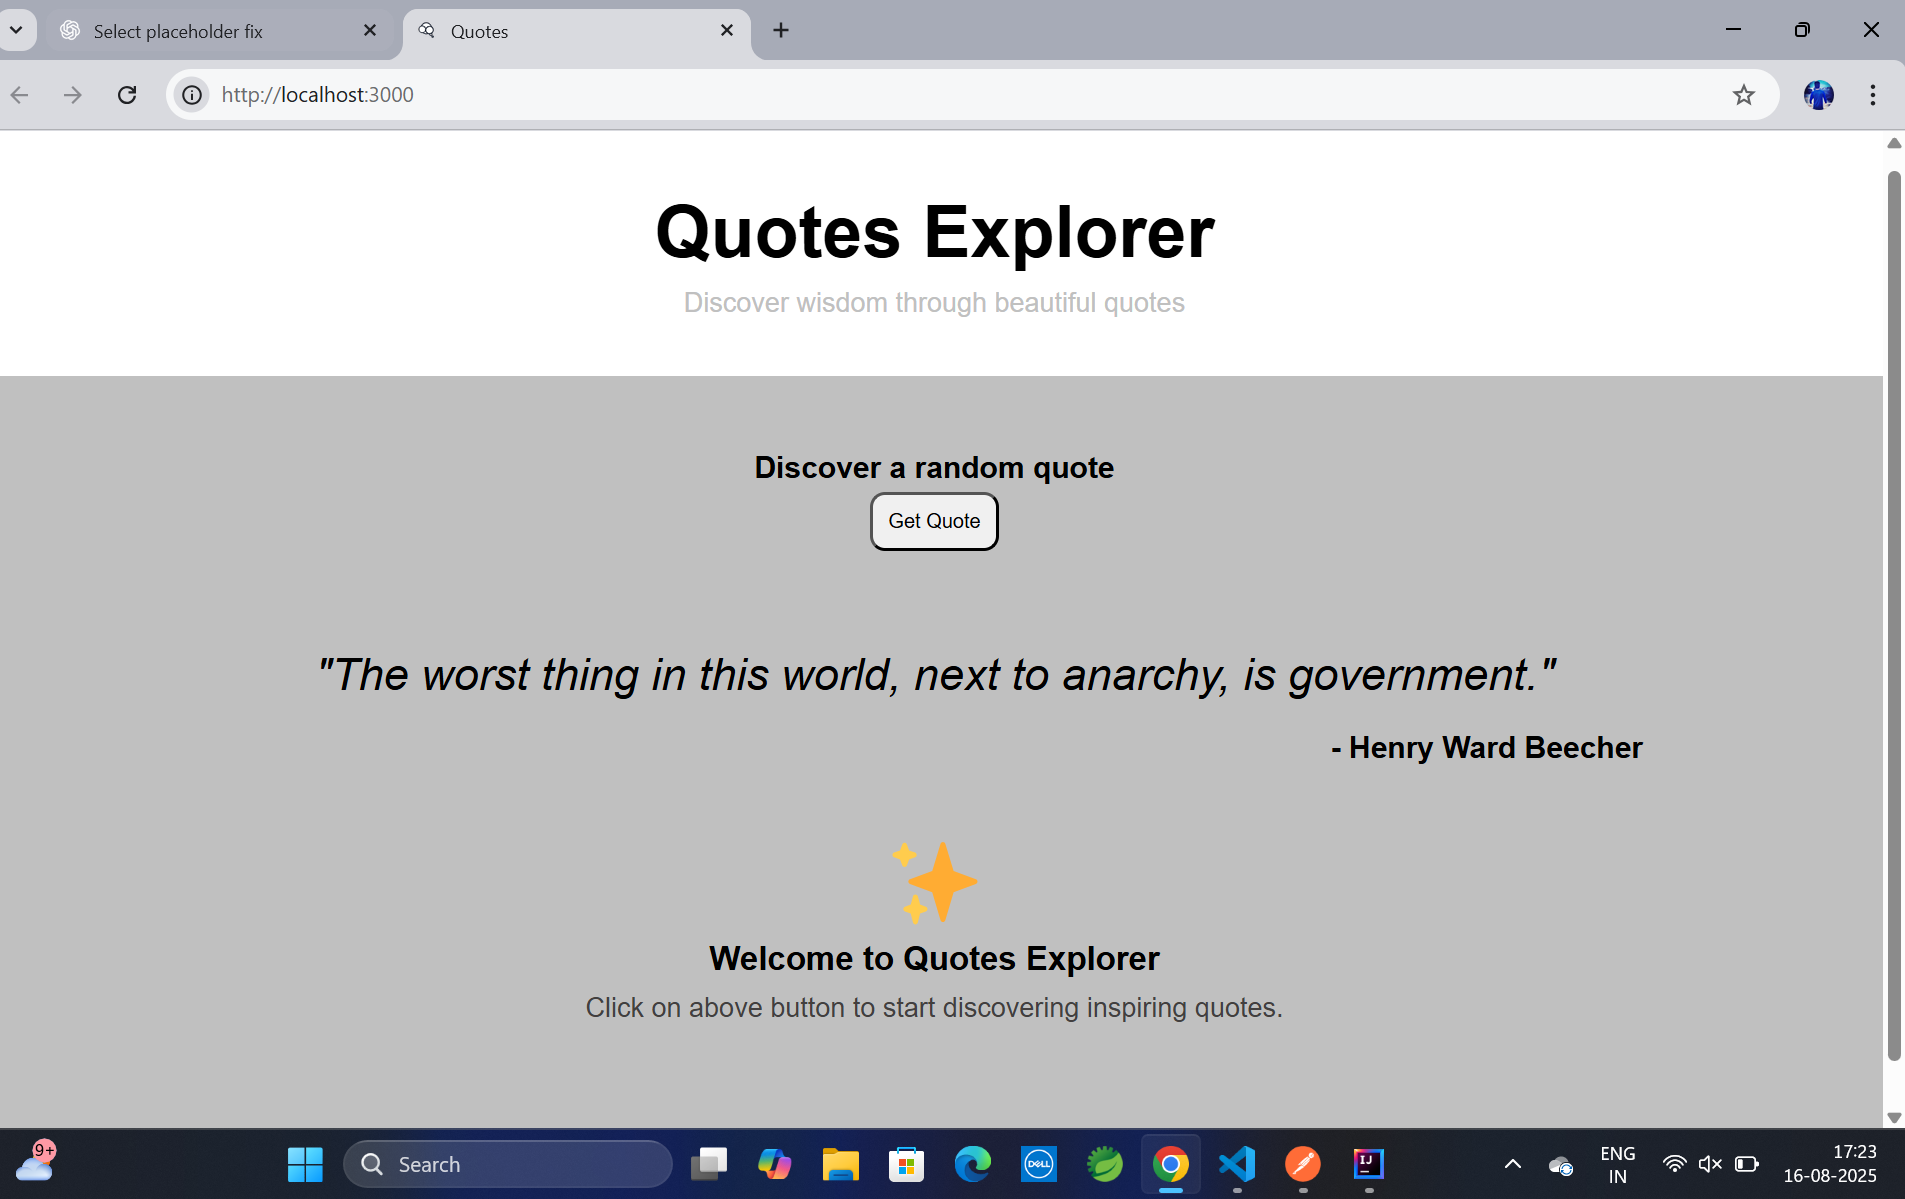 Select placeholder fix
Quotes
http://localhost:3000
Quotes Explorer
Discover wisdom through beautiful quotes
Discover a random quote
Get Quote
"The worst thing in this world, next to anarchy, is government."
- Henry Ward Beecher
Welcome to Quotes Explorer
Click on above button to start discovering inspiring quotes.
9+
Search
DELL
IJ
ENG
IN
17:23
16-08-2025